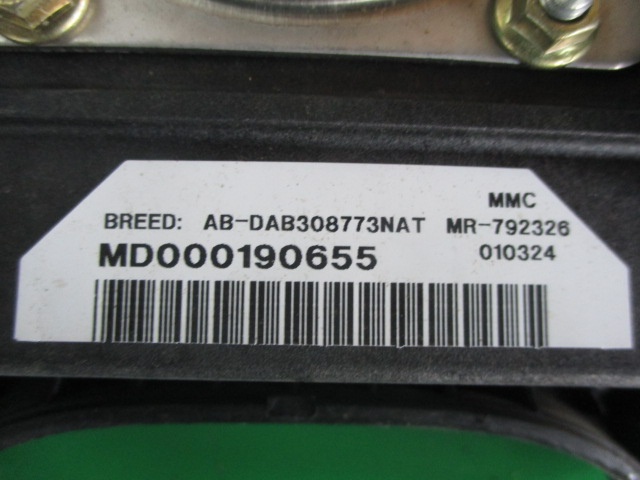 MMC
BREED: AB-DAB308773NAT MR-792326
MD000190655 010324